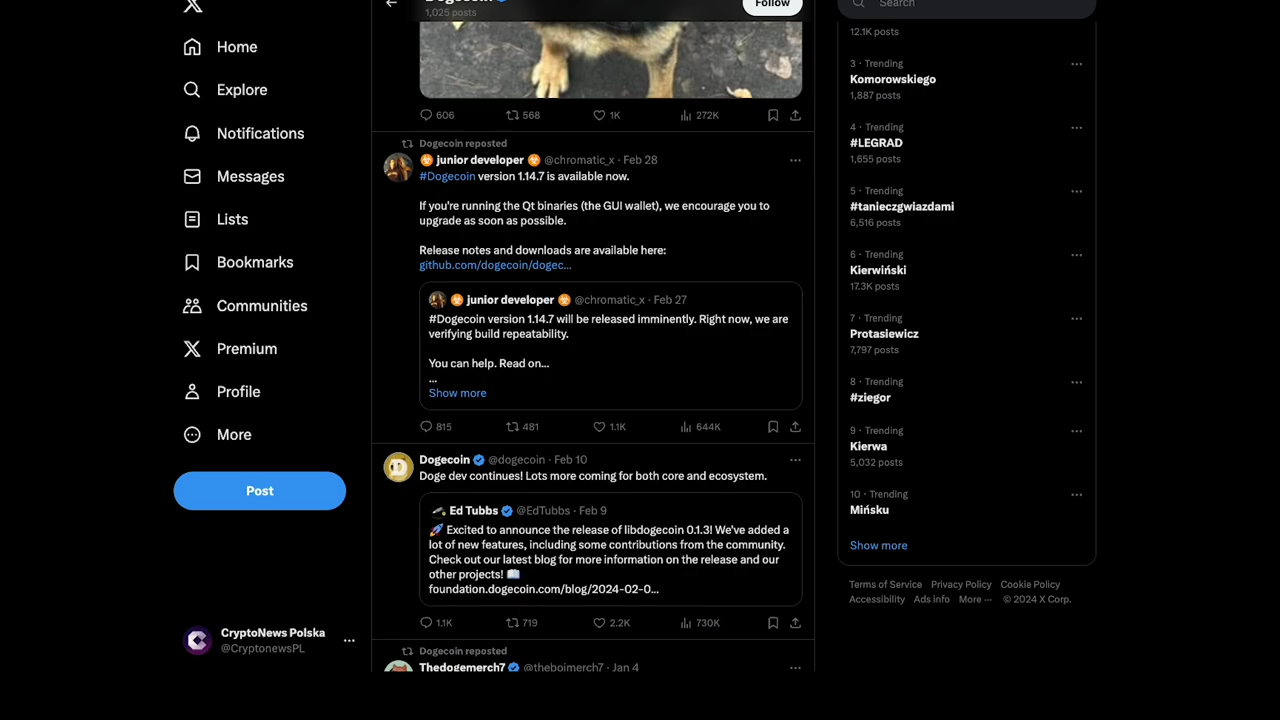 Home
Explore
Notifications
Messages
Lists
Bookmarks
Communities
Premium
Profile
More
Post
CryptoNews Polska
@CryptonewsPL
1,025 posts
Follow
606 568 1K 272K
Dogecoin reposted
junior developer @chromatic_x · Feb 28
#Dogecoin version 1.14.7 is available now.
If you're running the Qt binaries (the GUI wallet), we encourage you to
upgrade as soon as possible.
Release notes and downloads are available here:
github.com/dogecoin/dogec...
junior developer @chromatic_x · Feb 27
#Dogecoin version 1.14.7 will be released imminently. Right now, we are
verifying build repeatability.
You can help. Read on...
...
Show more
815 481 1.1K 644K
Dogecoin @dogecoin · Feb 10
Doge dev continues! Lots more coming for both core and ecosystem.
Ed Tubbs @EdTubbs · Feb 9
🚀 Excited to announce the release of libdogecoin 0.1.3! We've added a
lot of new features, including some contributions from the community.
Check out our latest blog for more information on the release and our
other projects! 📖
foundation.dogecoin.com/blog/2024-02-0...
1.1K 719 2.2K 730K
Dogecoin reposted
Thedogemerch7 @theboimerch7 · Jan 4
Search
12.1K posts
3 · Trending
Komorowskiego
1,887 posts
4 · Trending
#LEGRAD
1,655 posts
5 · Trending
#tanieczgwiazdami
6,516 posts
6 · Trending
Kierwiński
17.3K posts
7 · Trending
Protasiewicz
7,797 posts
8 · Trending
#ziegor
9 · Trending
Kierwa
5,032 posts
10 · Trending
Mińsku
Show more
Terms of Service Privacy Policy Cookie Policy
Accessibility Ads info More ··· © 2024 X Corp.